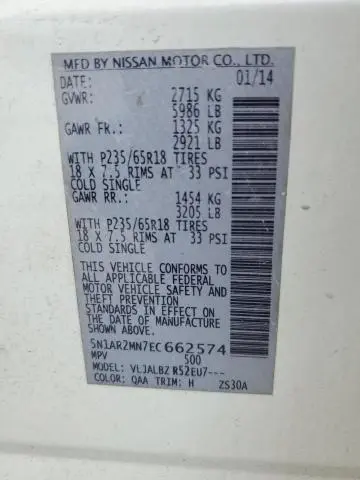 MFD BY NISSAN MOTOR CO., LTD.
DATE: 01/14
GVWR: 2715 KG
5986 LB
GAWR FR.: 1325 KG
2921 LB
WITH P235/65R18 TIRES
18 X 7.5 RIMS AT 33 PSI
COLD SINGLE
GAWR RR.: 1454 KG
3205 LB
WITH P235/65R18 TIRES
18 X 7.5 RIMS AT 33 PSI
COLD SINGLE
THIS VEHICLE CONFORMS TO
ALL APPLICABLE FEDERAL
MOTOR VEHICLE SAFETY AND
THEFT PREVENTION
STANDARDS IN EFFECT ON
THE DATE OF MANUFACTURE
SHOWN ABOVE.
5N1AR2MN7EC662574
MPV 500
MODEL: VLJALBZ R52EU7---
COLOR: QAA TRIM: H ZS30A